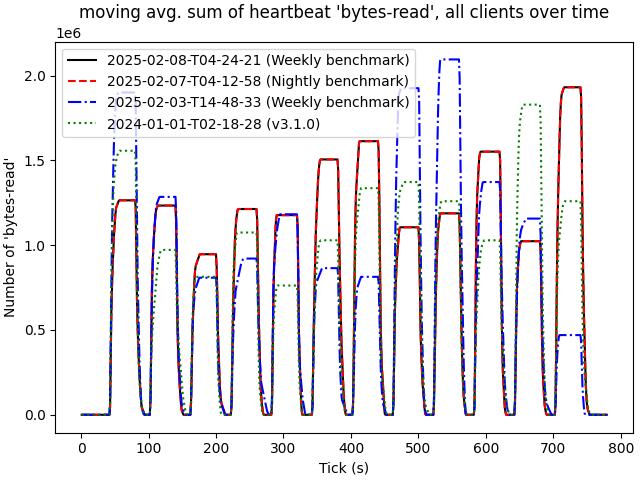 moving avg. sum of heartbeat 'bytes-read', all clients over time
1e6
2025-02-08-T04-24-21 (Weekly benchmark)
2025-02-07-T04-12-58 (Nightly benchmark)
2025-02-03-T14-48-33 (Weekly benchmark)
2024-01-01-T02-18-28 (v3.1.0)
Number of 'bytes-read'
2.0
1.5
1.0
0.5
0.0
0 100 200 300 400 500 600 700 800
Tick (s)